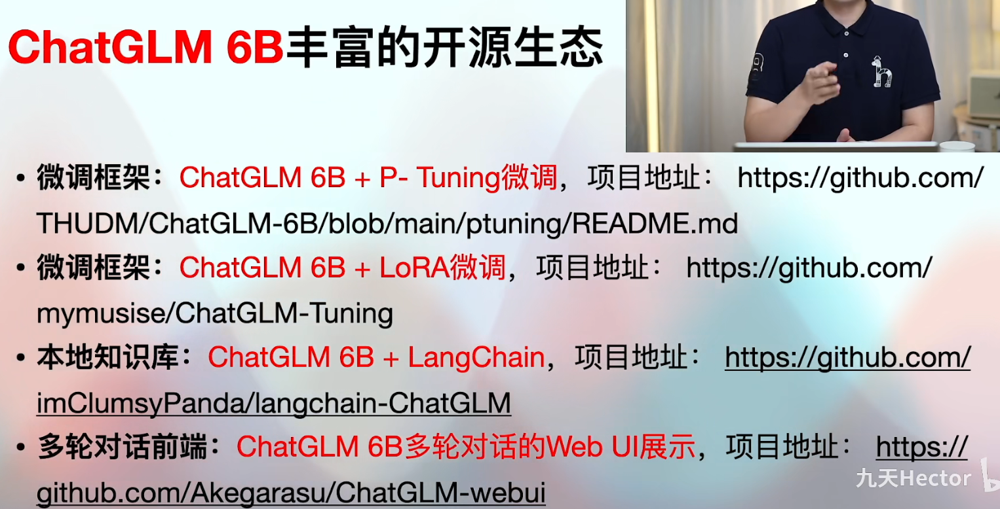 ChatGLM 6B丰富的开源生态
• 微调框架：ChatGLM 6B + P- Tuning微调，项目地址： https://github.com/
THUDM/ChatGLM-6B/blob/main/ptuning/README.md
• 微调框架：ChatGLM 6B + LoRA微调，项目地址： https://github.com/
mymusise/ChatGLM-Tuning
• 本地知识库：ChatGLM 6B + LangChain，项目地址： https://github.com/
imClumsyPanda/langchain-ChatGLM
• 多轮对话前端：ChatGLM 6B多轮对话的Web UI展示，项目地址： https://
github.com/Akegarasu/ChatGLM-webui
九天Hector
h